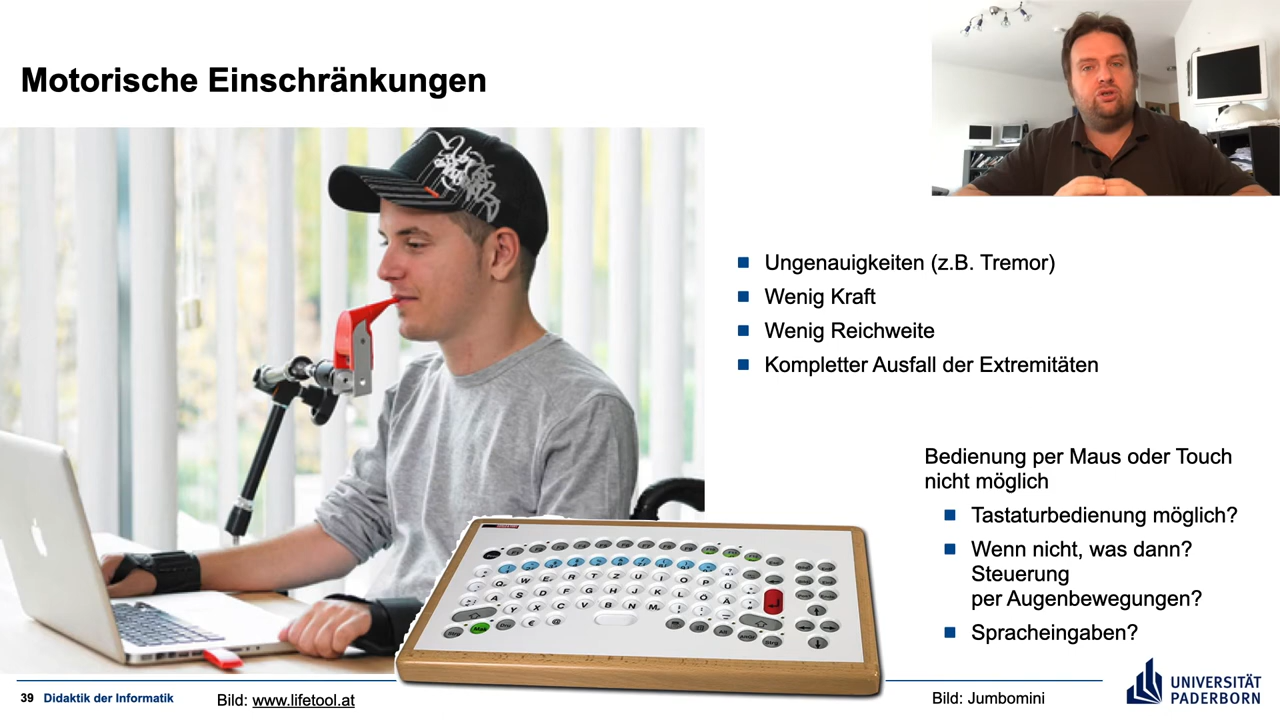 Motorische Einschränkungen
Ungenauigkeiten (z.B. Tremor)
Wenig Kraft
Wenig Reichweite
Kompletter Ausfall der Extremitäten
Bedienung per Maus oder Touch
nicht möglich
Tastaturbedienung möglich?
Wenn nicht, was dann?
Steuerung
per Augenbewegungen?
Spracheingaben?
Q W E R T Z U I O P Ü
A S D F G H J K L Ö Ä
Y X C V B N M
39 Didaktik der Informatik
Bild: www.lifetool.at
Bild: Jumbomini
UNIVERSITÄT
PADERBORN